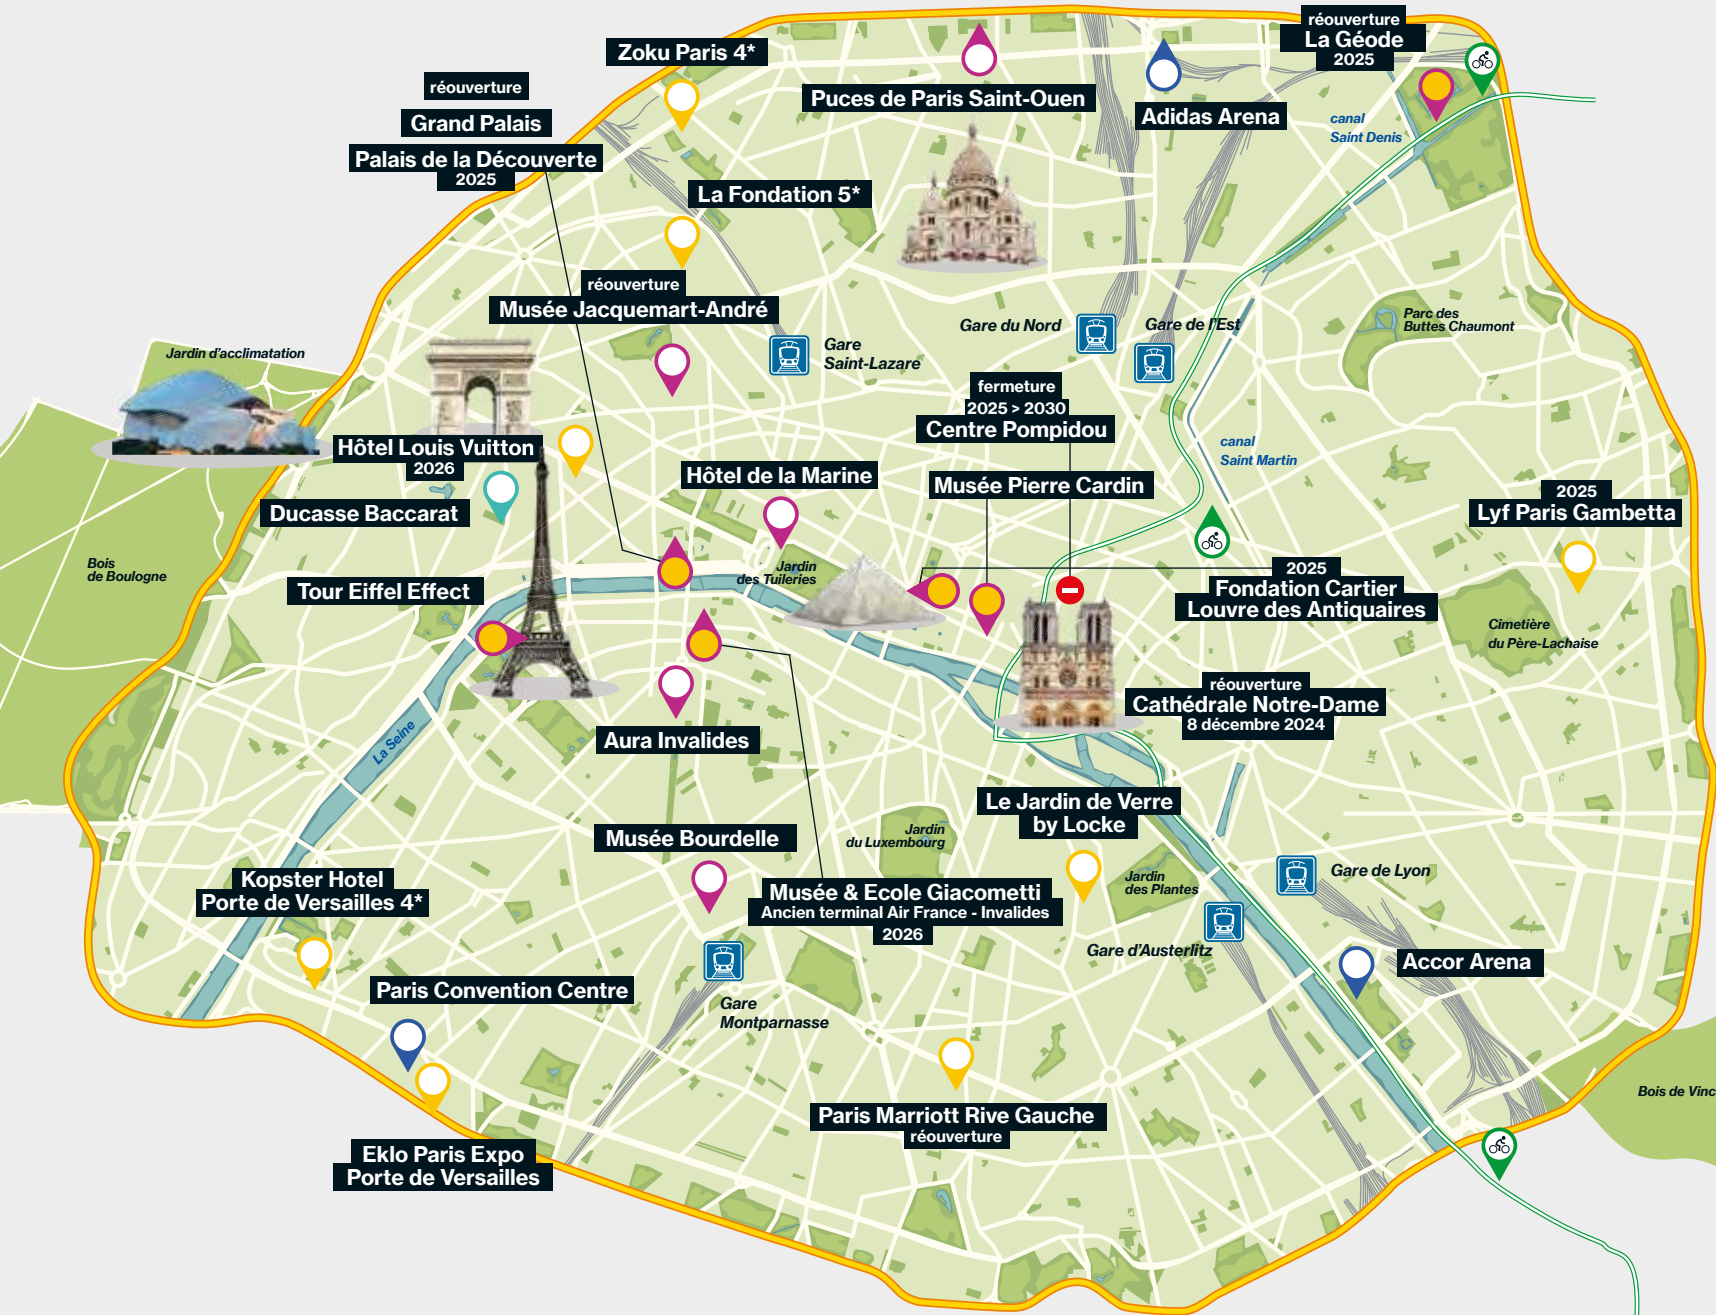 réouverture
La Géode
2025
Zoku Paris 4*
réouverture
Grand Palais
Palais de la Découverte
2025
Puces de Paris Saint-Ouen
Adidas Arena
canal
Saint Denis
La Fondation 5*
réouverture
Musée Jacquemart-André
Gare du Nord
Gare de l'Est
Parc des
Buttes Chaumont
Jardin d'acclimatation
Gare
Saint-Lazare
fermeture
2025 > 2030
Centre Pompidou
Hôtel Louis Vuitton
2026
canal
Saint Martin
Hôtel de la Marine
Musée Pierre Cardin
2025
Lyf Paris Gambetta
Ducasse Baccarat
Bois
de Boulogne
Jardin
des Tuileries
2025
Fondation Cartier
Louvre des Antiquaires
Tour Eiffel Effect
Cimetière
du Père-Lachaise
réouverture
Cathédrale Notre-Dame
8 décembre 2024
La Seine
Aura Invalides
Le Jardin de Verre
by Locke
Musée Bourdelle
Jardin
du Luxembourg
Jardin
des Plantes
Gare de Lyon
Kopster Hotel
Porte de Versailles 4*
Musée & Ecole Giacometti
Ancien terminal Air France - Invalides
2026
Gare d'Austerlitz
Accor Arena
Paris Convention Centre
Gare
Montparnasse
Bois de Vinc
Paris Marriott Rive Gauche
réouverture
Eklo Paris Expo
Porte de Versailles